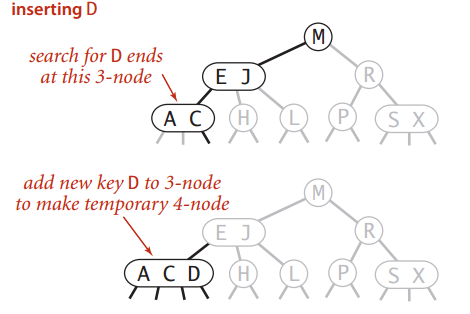 inserting D
M
search for D ends
at this 3-node
E J
R
A C
H
L
P
S X
add new key D to 3-node
to make temporary 4-node
M
E J
R
A C D
H
L
P
S X